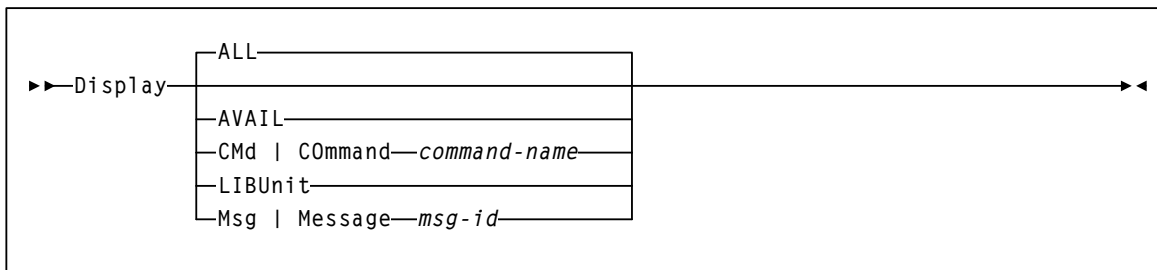 ALL
►►Display
AVAIL
CMd | COmmand command-name
LIBUnit
Msg | Message msg-id